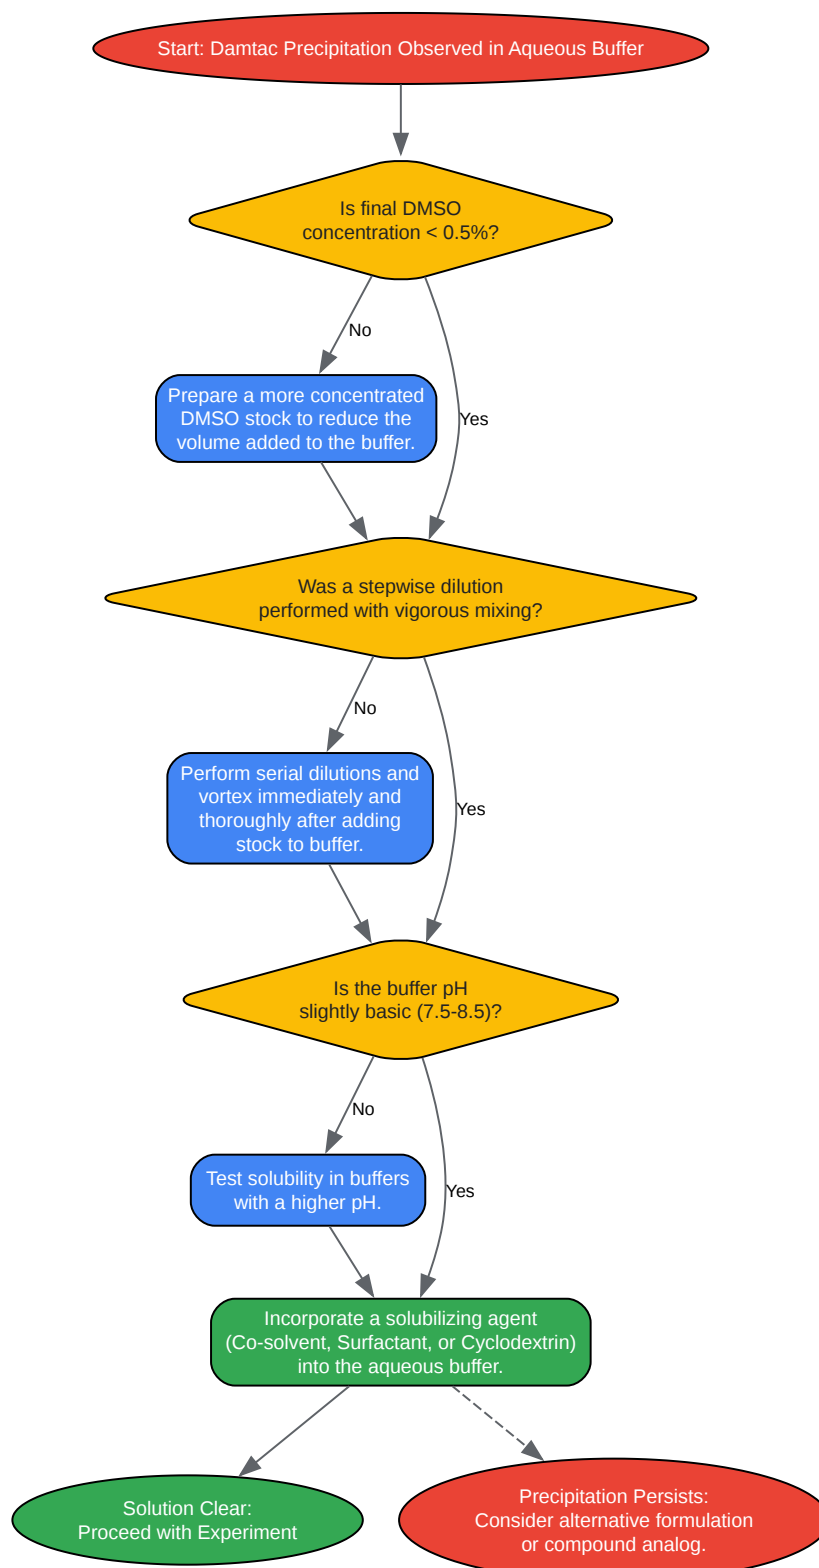 Start: Damtac Precipitation Observed in Aqueous Buffer
Is final DMSO
concentration < 0.5%?
No
Yes
Prepare a more concentrated
DMSO stock to reduce the
volume added to the buffer.
Was a stepwise dilution
performed with vigorous mixing?
No
Yes
Perform serial dilutions and
vortex immediately and
thoroughly after adding
stock to buffer.
Is the buffer pH
slightly basic (7.5-8.5)?
No
Yes
Test solubility in buffers
with a higher pH.
Incorporate a solubilizing agent
(Co-solvent, Surfactant, or Cyclodextrin)
into the aqueous buffer.
Solution Clear:
Proceed with Experiment
Precipitation Persists:
Consider alternative formulation
or compound analog.